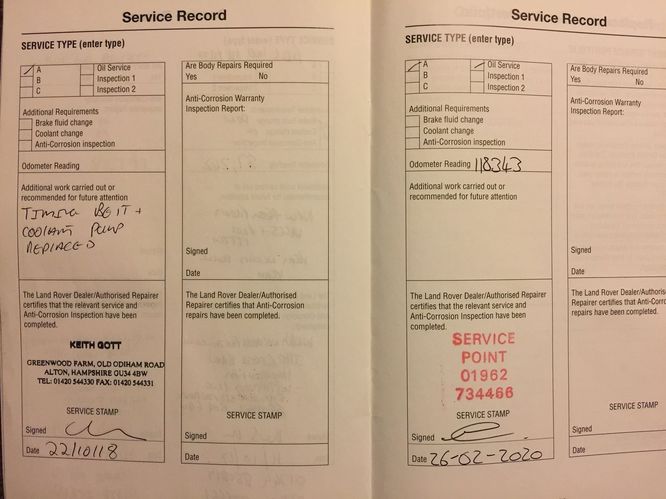 Service Record
SERVICE TYPE (enter type)
A
B
C
Oil Service
Inspection 1
Inspection 2
Additional Requirements
Brake fluid change
Coolant change
Anti-Corrosion inspection
Odometer Reading
Additional work carried out or
recommended for future attention
TIMING BELT +
COOLANT PUMP
REPLACED
The Land Rover Dealer/Authorised Repairer
certifies that the relevant service and
Anti-Corrosion Inspection have been
completed.
KEITH GOTT
GREENWOOD FARM, OLD ODIHAM ROAD
ALTON, HAMPSHIRE GU34 4BW
TEL: 01420 544330 FAX: 01420 544331
SERVICE STAMP
Signed
Date 22/10/18
Are Body Repairs Required
Yes No
Anti-Corrosion Warranty
Inspection Report:
Signed
Date
The Land Rover Dealer/Authorised
Repairer certifies that Anti-Corrosion
repairs have been completed.
SERVICE STAMP
Signed
Date
Service Record
SERVICE TYPE (enter type)
A
B
C
Oil Service
Inspection 1
Inspection 2
Additional Requirements
Brake fluid change
Coolant change
Anti-Corrosion inspection
Odometer Reading 118343
Additional work carried out or
recommended for future attention
The Land Rover Dealer/Authorised Repairer
certifies that the relevant service and
Anti-Corrosion Inspection have been
completed.
SERVICE
POINT
01962
734466
SERVICE STAMP
Signed
Date 26-02-2020
Are Body Repairs Required
Yes No
Anti-Corrosion Warranty
Inspection Report:
Signed
Date
The Land Rover Dealer/Authoris
Repairer certifies that Anti-Corros
repairs have been completed.
SERVICE STAMP
Signed
Date